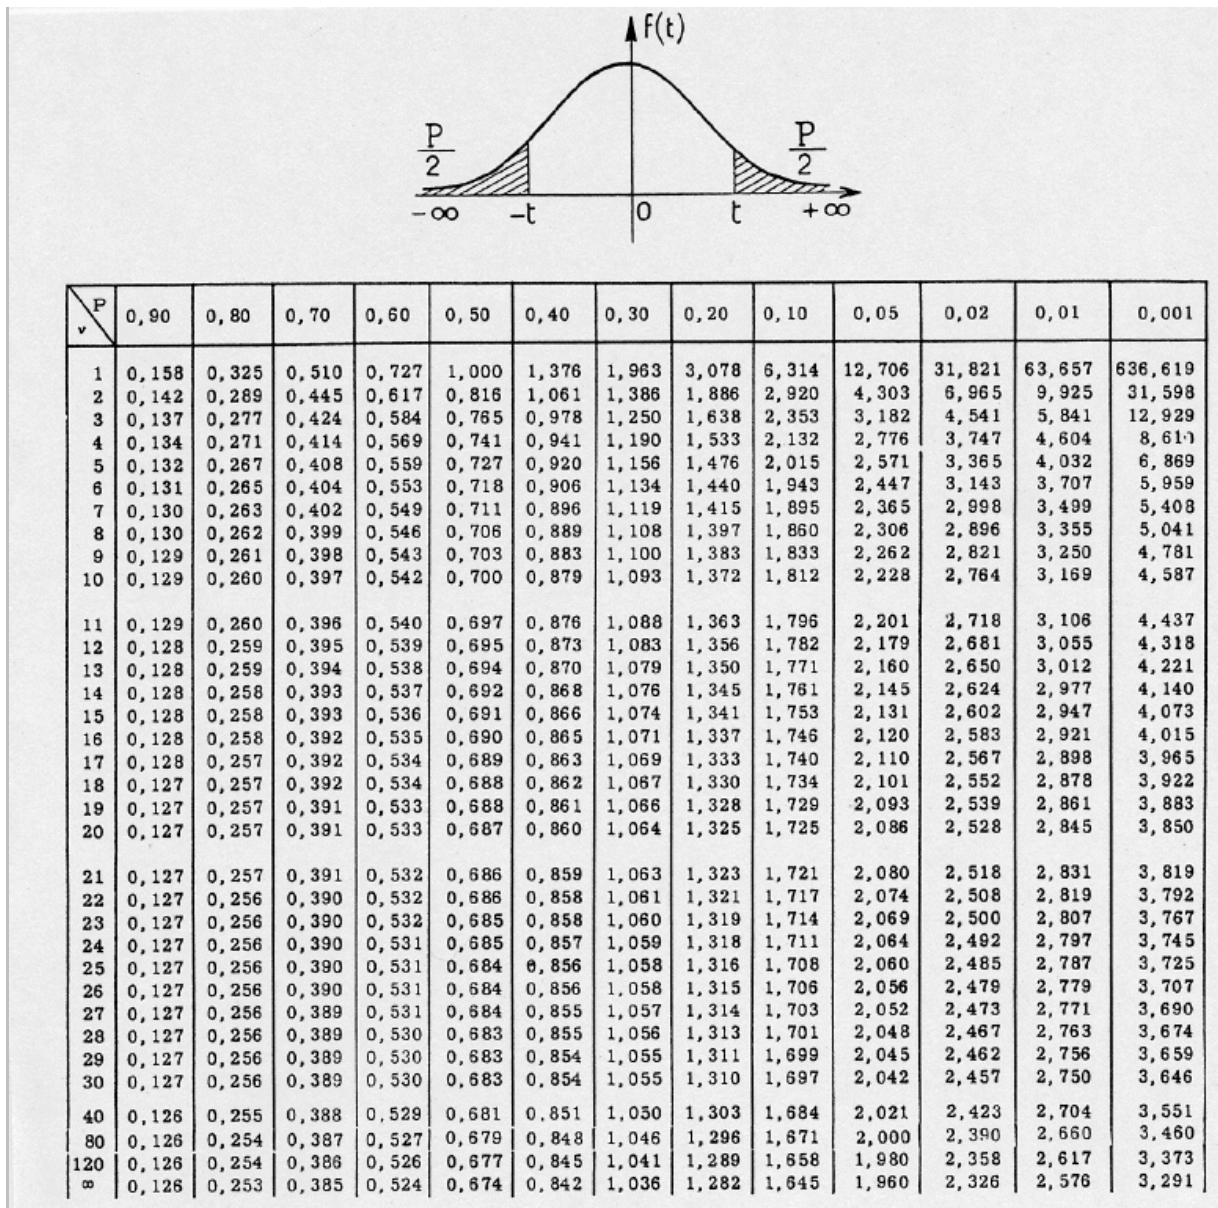 f(t)
P/2 P/2
-∞ -t 0 t +∞
P
v 0,90 0,80 0,70 0,60 0,50 0,40 0,30 0,20 0,10 0,05 0,02 0,01 0,001
1 0,158 0,325 0,510 0,727 1,000 1,376 1,963 3,078 6,314 12,706 31,821 63,657 636,619
2 0,142 0,289 0,445 0,617 0,816 1,061 1,386 1,886 2,920 4,303 6,965 9,925 31,598
3 0,137 0,277 0,424 0,584 0,765 0,978 1,250 1,638 2,353 3,182 4,541 5,841 12,929
4 0,134 0,271 0,414 0,569 0,741 0,941 1,190 1,533 2,132 2,776 3,747 4,604 8,610
5 0,132 0,267 0,408 0,559 0,727 0,920 1,156 1,476 2,015 2,571 3,365 4,032 6,869
6 0,131 0,265 0,404 0,553 0,718 0,906 1,134 1,440 1,943 2,447 3,143 3,707 5,959
7 0,130 0,263 0,402 0,549 0,711 0,896 1,119 1,415 1,895 2,365 2,998 3,499 5,408
8 0,130 0,262 0,399 0,546 0,706 0,889 1,108 1,397 1,860 2,306 2,896 3,355 5,041
9 0,129 0,261 0,398 0,543 0,703 0,883 1,100 1,383 1,833 2,262 2,821 3,250 4,781
10 0,129 0,260 0,397 0,542 0,700 0,879 1,093 1,372 1,812 2,228 2,764 3,169 4,587
11 0,129 0,260 0,396 0,540 0,697 0,876 1,088 1,363 1,796 2,201 2,718 3,106 4,437
12 0,128 0,259 0,395 0,539 0,695 0,873 1,083 1,356 1,782 2,179 2,681 3,055 4,318
13 0,128 0,259 0,394 0,538 0,694 0,870 1,079 1,350 1,771 2,160 2,650 3,012 4,221
14 0,128 0,258 0,393 0,537 0,692 0,868 1,076 1,345 1,761 2,145 2,624 2,977 4,140
15 0,128 0,258 0,393 0,536 0,691 0,866 1,074 1,341 1,753 2,131 2,602 2,947 4,073
16 0,128 0,258 0,392 0,535 0,690 0,865 1,071 1,337 1,746 2,120 2,583 2,921 4,015
17 0,128 0,257 0,392 0,534 0,689 0,863 1,069 1,333 1,740 2,110 2,567 2,898 3,965
18 0,127 0,257 0,392 0,534 0,688 0,862 1,067 1,330 1,734 2,101 2,552 2,878 3,922
19 0,127 0,257 0,391 0,533 0,688 0,861 1,066 1,328 1,729 2,093 2,539 2,861 3,883
20 0,127 0,257 0,391 0,533 0,687 0,860 1,064 1,325 1,725 2,086 2,528 2,845 3,850
21 0,127 0,257 0,391 0,532 0,686 0,859 1,063 1,323 1,721 2,080 2,518 2,831 3,819
22 0,127 0,256 0,390 0,532 0,686 0,858 1,061 1,321 1,717 2,074 2,508 2,819 3,792
23 0,127 0,256 0,390 0,532 0,685 0,858 1,060 1,319 1,714 2,069 2,500 2,807 3,767
24 0,127 0,256 0,390 0,531 0,685 0,857 1,059 1,318 1,711 2,064 2,492 2,797 3,745
25 0,127 0,256 0,390 0,531 0,684 0,856 1,058 1,316 1,708 2,060 2,485 2,787 3,725
26 0,127 0,256 0,390 0,531 0,684 0,856 1,058 1,315 1,706 2,056 2,479 2,779 3,707
27 0,127 0,256 0,389 0,531 0,684 0,855 1,057 1,314 1,703 2,052 2,473 2,771 3,690
28 0,127 0,256 0,389 0,530 0,683 0,855 1,056 1,313 1,701 2,048 2,467 2,763 3,674
29 0,127 0,256 0,389 0,530 0,683 0,854 1,055 1,311 1,699 2,045 2,462 2,756 3,659
30 0,127 0,256 0,389 0,530 0,683 0,854 1,055 1,310 1,697 2,042 2,457 2,750 3,646
40 0,126 0,255 0,388 0,529 0,681 0,851 1,050 1,303 1,684 2,021 2,423 2,704 3,551
80 0,126 0,254 0,387 0,527 0,679 0,848 1,046 1,296 1,671 2,000 2,390 2,660 3,460
120 0,126 0,254 0,386 0,526 0,677 0,845 1,041 1,289 1,658 1,980 2,358 2,617 3,373
∞ 0,126 0,253 0,385 0,524 0,674 0,842 1,036 1,282 1,645 1,960 2,326 2,576 3,291